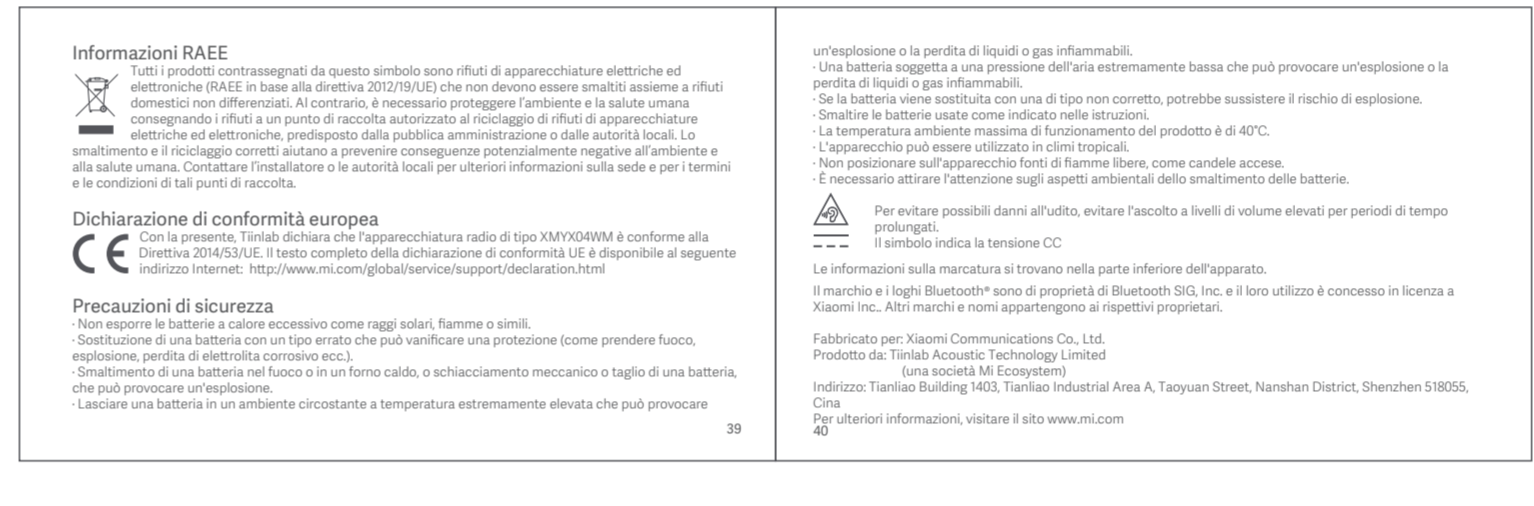 Informazioni RAEE
Tutti i prodotti contrassegnati da questo simbolo sono rifiuti di apparecchiature elettriche ed
elettroniche (RAEE in base alla direttiva 2012/19/UE) che non devono essere smaltiti assieme a rifiuti
domestici non differenziati. Al contrario, è necessario proteggere l'ambiente e la salute umana
consegnando i rifiuti a un punto di raccolta autorizzato al riciclaggio di rifiuti di apparecchiature
elettriche ed elettroniche, predisposto dalla pubblica amministrazione o dalle autorità locali. Lo
smaltimento e il riciclaggio corretti aiutano a prevenire conseguenze potenzialmente negative all'ambiente e
alla salute umana. Contattare l'installatore o le autorità locali per ulteriori informazioni sulla sede e per i termini
e le condizioni di tali punti di raccolta.
Dichiarazione di conformità europea
CE
Con la presente, Tiinlab dichiara che l'apparecchiatura radio di tipo XMYX04WM è conforme alla
Direttiva 2014/53/UE. Il testo completo della dichiarazione di conformità UE è disponibile al seguente
indirizzo Internet: http://www.mi.com/global/service/support/declaration.html
Precauzioni di sicurezza
· Non esporre le batterie a calore eccessivo come raggi solari, fiamme o simili.
· Sostituzione di una batteria con un tipo errato che può vanificare una protezione (come prendere fuoco,
esplosione, perdita di elettrolita corrosivo ecc.).
· Smaltimento di una batteria nel fuoco o in un forno caldo, o schiacciamento meccanico o taglio di una batteria,
che può provocare un'esplosione.
· Lasciare una batteria in un ambiente circostante a temperatura estremamente elevata che può provocare
39
un'esplosione o la perdita di liquidi o gas infiammabili.
· Una batteria soggetta a una pressione dell'aria estremamente bassa che può provocare un'esplosione o la
perdita di liquidi o gas infiammabili.
· Se la batteria viene sostituita con una di tipo non corretto, potrebbe sussistere il rischio di esplosione.
· Smaltire le batterie usate come indicato nelle istruzioni.
· La temperatura ambiente massima di funzionamento del prodotto è di 40°C.
· L'apparecchio può essere utilizzato in climi tropicali.
· Non posizionare sull'apparecchio fonti di fiamme libere, come candele accese.
· È necessario attirare l'attenzione sugli aspetti ambientali dello smaltimento delle batterie.
Per evitare possibili danni all'udito, evitare l'ascolto a livelli di volume elevati per periodi di tempo
prolungati.
Il simbolo indica la tensione CC
Le informazioni sulla marcatura si trovano nella parte inferiore dell'apparato.
Il marchio e i loghi Bluetooth® sono di proprietà di Bluetooth SIG, Inc. e il loro utilizzo è concesso in licenza a
Xiaomi Inc.. Altri marchi e nomi appartengono ai rispettivi proprietari.
Fabbricato per: Xiaomi Communications Co., Ltd.
Prodotto da: Tiinlab Acoustic Technology Limited
(una società Mi Ecosystem)
Indirizzo: Tianliao Building 1403, Tianliao Industrial Area A, Taoyuan Street, Nanshan District, Shenzhen 518055,
Cina
Per ulteriori informazioni, visitare il sito www.mi.com
40